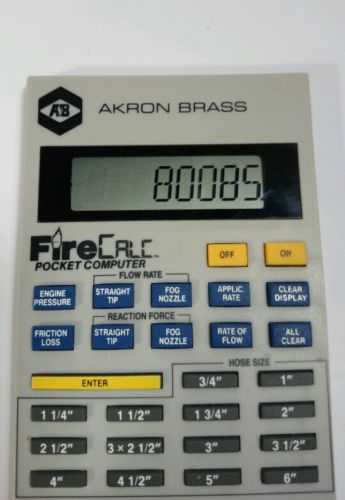 AB AKRON BRASS
80085
FireCALC™
POCKET COMPUTER
OFF ON
FLOW RATE
ENGINE PRESSURE STRAIGHT TIP FOG NOZZLE APPLIC. RATE CLEAR DISPLAY
REACTION FORCE
FRICTION LOSS STRAIGHT TIP FOG NOZZLE RATE OF FLOW ALL CLEAR
HOSE SIZE
ENTER 3/4" 1"
1 1/4" 1 1/2" 1 3/4" 2"
2 1/2" 3 × 2 1/2" 3" 3 1/2"
4" 4 1/2" 5" 6"